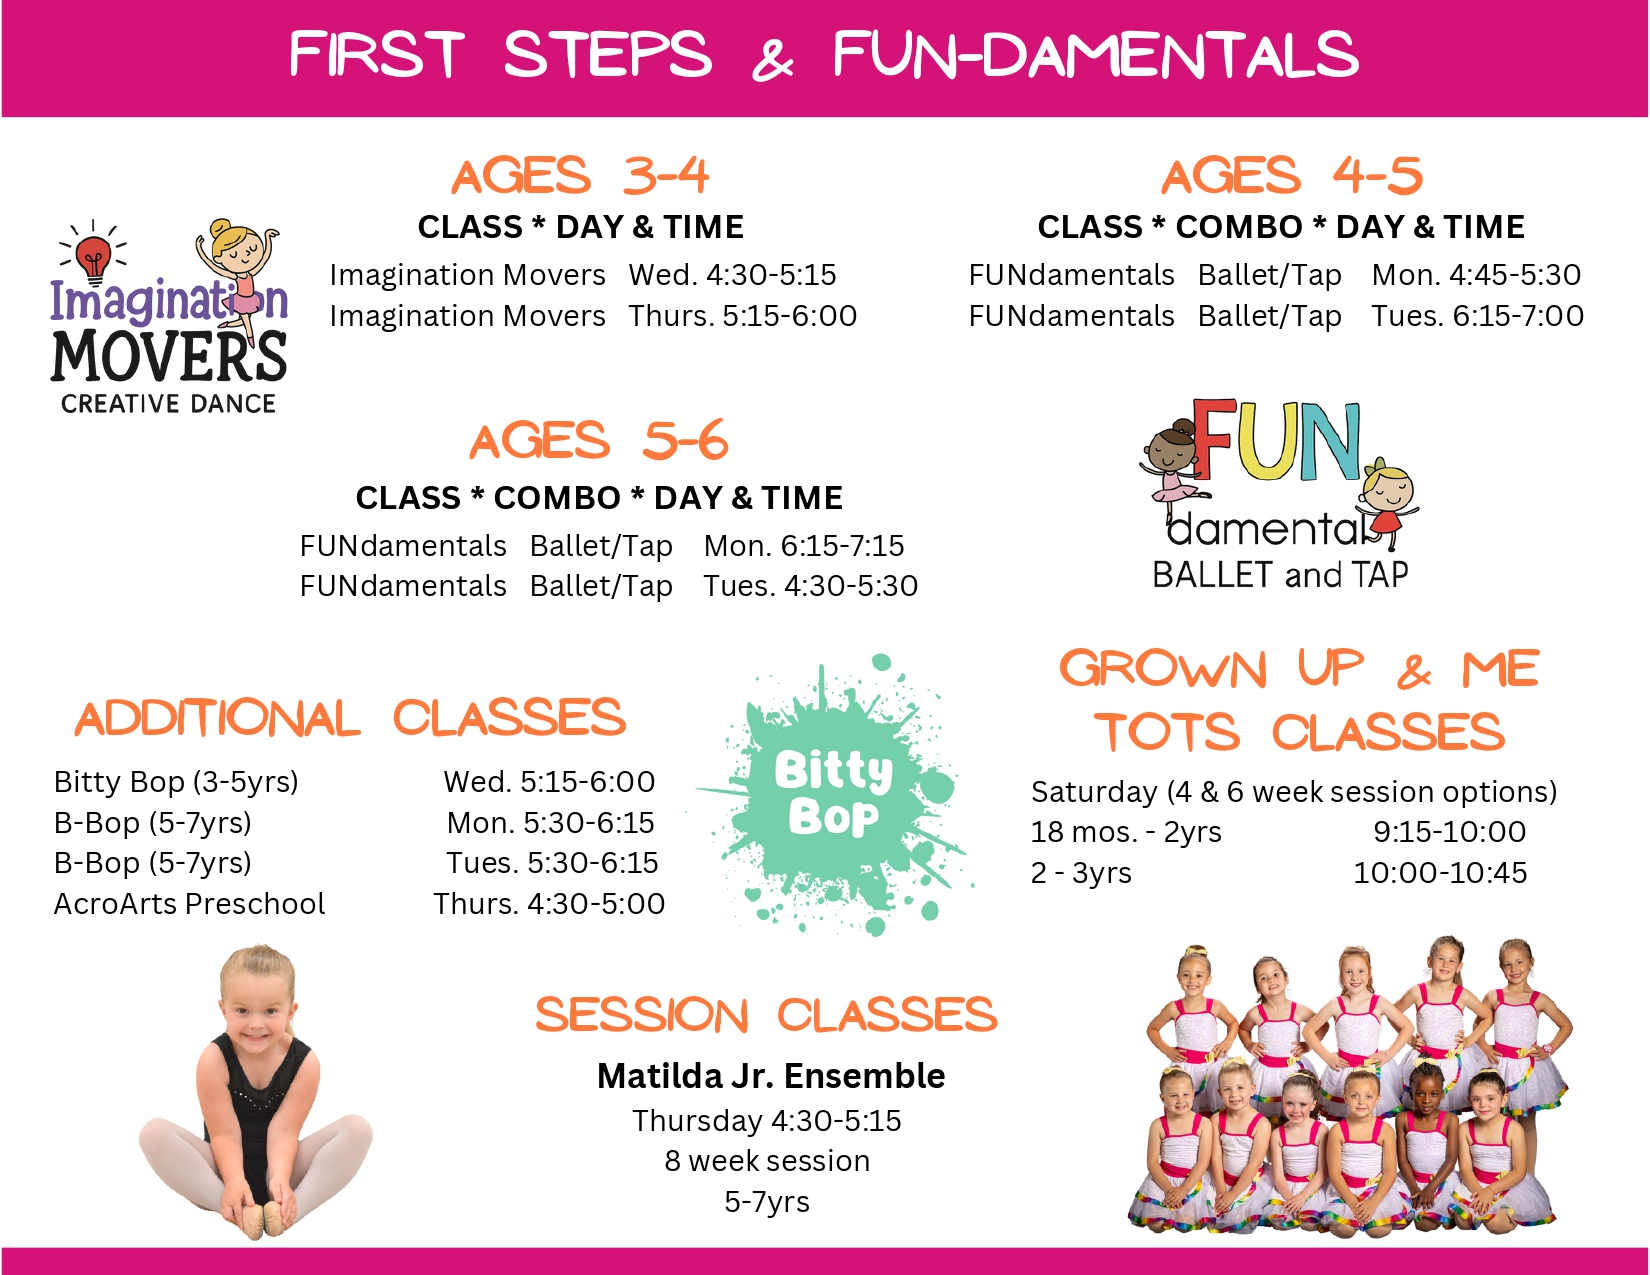 FIRST STEPS & FUN-DAMENTALS
AGES 3-4
CLASS * DAY & TIME
Imagination Movers Wed. 4:30-5:15
Imagination Movers Thurs. 5:15-6:00
AGES 4-5
CLASS * COMBO * DAY & TIME
FUNdamentals Ballet/Tap Mon. 4:45-5:30
FUNdamentals Ballet/Tap Tues. 6:15-7:00
Imagination
MOVERS
CREATIVE DANCE
AGES 5-6
CLASS * COMBO * DAY & TIME
FUNdamentals Ballet/Tap Mon. 6:15-7:15
FUNdamentals Ballet/Tap Tues. 4:30-5:30
FUN
damentals
BALLET and TAP
ADDITIONAL CLASSES
Bitty Bop (3-5yrs) Wed. 5:15-6:00
B-Bop (5-7yrs) Mon. 5:30-6:15
B-Bop (5-7yrs) Tues. 5:30-6:15
AcroArts Preschool Thurs. 4:30-5:00
Bitty
Bop
GROWN UP & ME
TOTS CLASSES
Saturday (4 & 6 week session options)
18 mos. - 2yrs 9:15-10:00
2 - 3yrs 10:00-10:45
SESSION CLASSES
Matilda Jr. Ensemble
Thursday 4:30-5:15
8 week session
5-7yrs